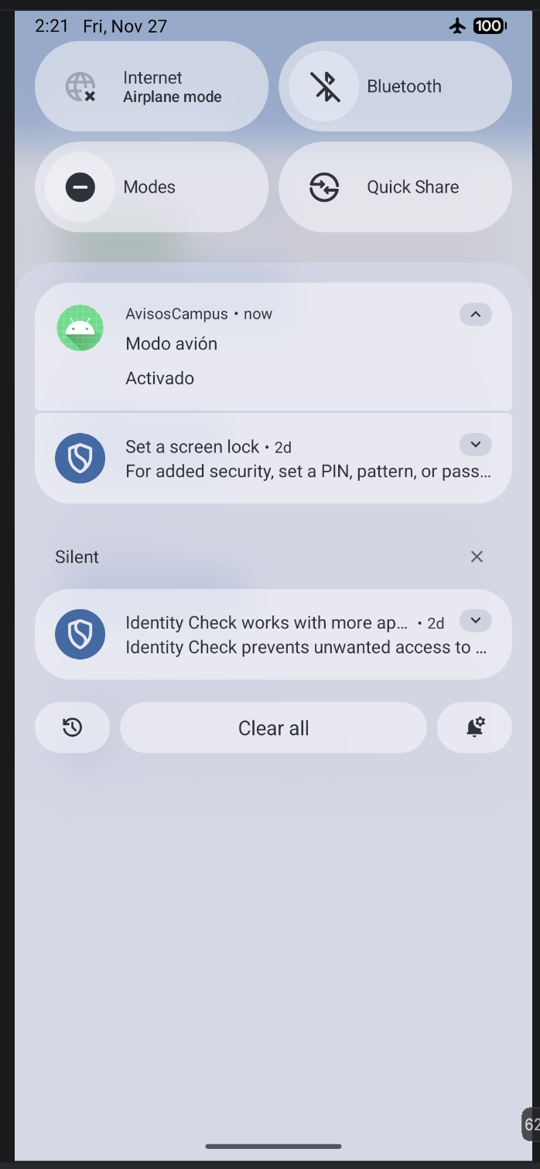 2:21 Fri, Nov 27 100
Internet
Airplane mode
Bluetooth
Modes
Quick Share
AvisosCampus • now
Modo avión
Activado
Set a screen lock • 2d
For added security, set a PIN, pattern, or pass...
Silent
Identity Check works with more ap... • 2d
Identity Check prevents unwanted access to ...
Clear all
62